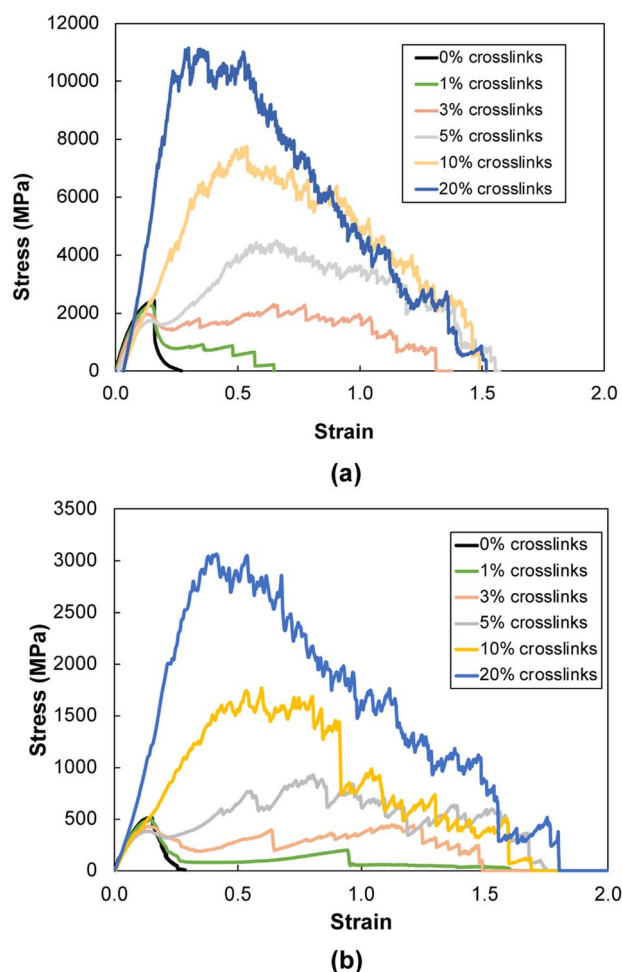 12000
10000
8000
6000
4000
2000
0
Stress (MPa)
0% crosslinks
1% crosslinks
3% crosslinks
5% crosslinks
10% crosslinks
20% crosslinks
0.0 0.5 1.0 1.5 2.0
Strain
(a)
3500
3000
2500
2000
1500
1000
500
0
Stress (MPa)
0% crosslinks
1% crosslinks
3% crosslinks
5% crosslinks
10% crosslinks
20% crosslinks
0.0 0.5 1.0 1.5 2.0
Strain
(b)